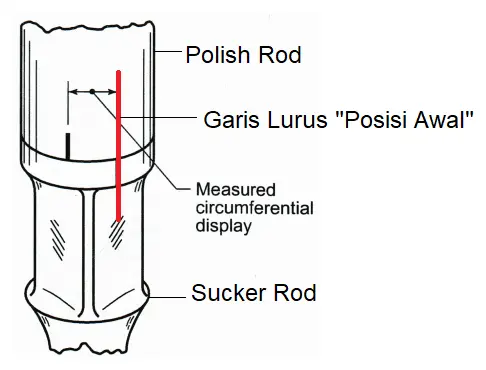 Polish Rod
Garis Lurus "Posisi Awal"
Measured
circumferential
display
Sucker Rod